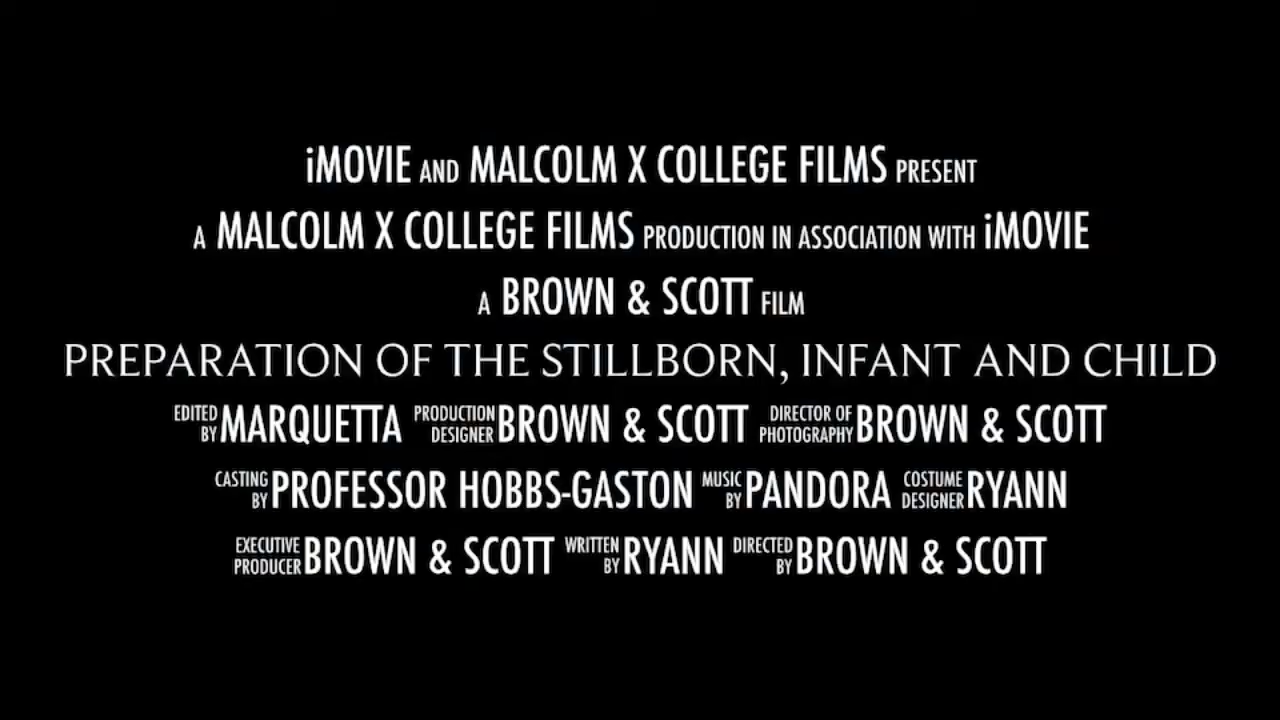 iMOVIE AND MALCOLM X COLLEGE FILMS PRESENT
A MALCOLM X COLLEGE FILMS PRODUCTION IN ASSOCIATION WITH iMOVIE
A BROWN & SCOTT FILM
PREPARATION OF THE STILLBORN, INFANT AND CHILD
EDITED BY MARQUETTA PRODUCTION DESIGNER BROWN & SCOTT DIRECTOR OF PHOTOGRAPHY BROWN & SCOTT
CASTING BY PROFESSOR HOBBS-GASTON MUSIC BY PANDORA COSTUME DESIGNER RYANN
EXECUTIVE PRODUCER BROWN & SCOTT WRITTEN BY RYANN DIRECTED BY BROWN & SCOTT